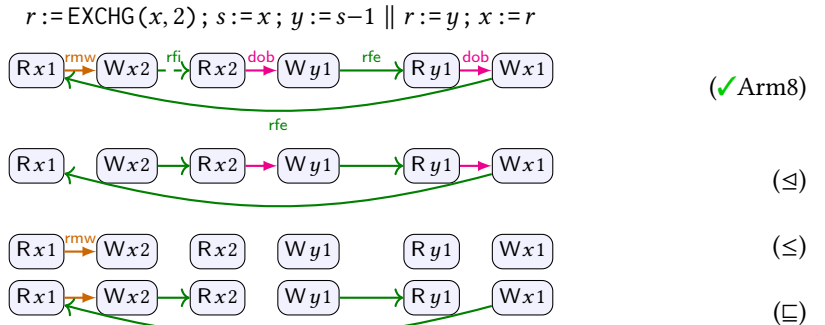 r := EXCHG(x, 2) ; s := x ; y := s−1 ∥ r := y ; x := r
rmw rfi dob rfe dob
Rx1 Wx2 Rx2 Wy1 Ry1 Wx1
(✓Arm8)
rfe
Rx1 Wx2 Rx2 Wy1 Ry1 Wx1
(⊴)
rmw
Rx1 Wx2 Rx2 Wy1 Ry1 Wx1
(≤)
Rx1 Wx2 Rx2 Wy1 Ry1 Wx1
(⊑)